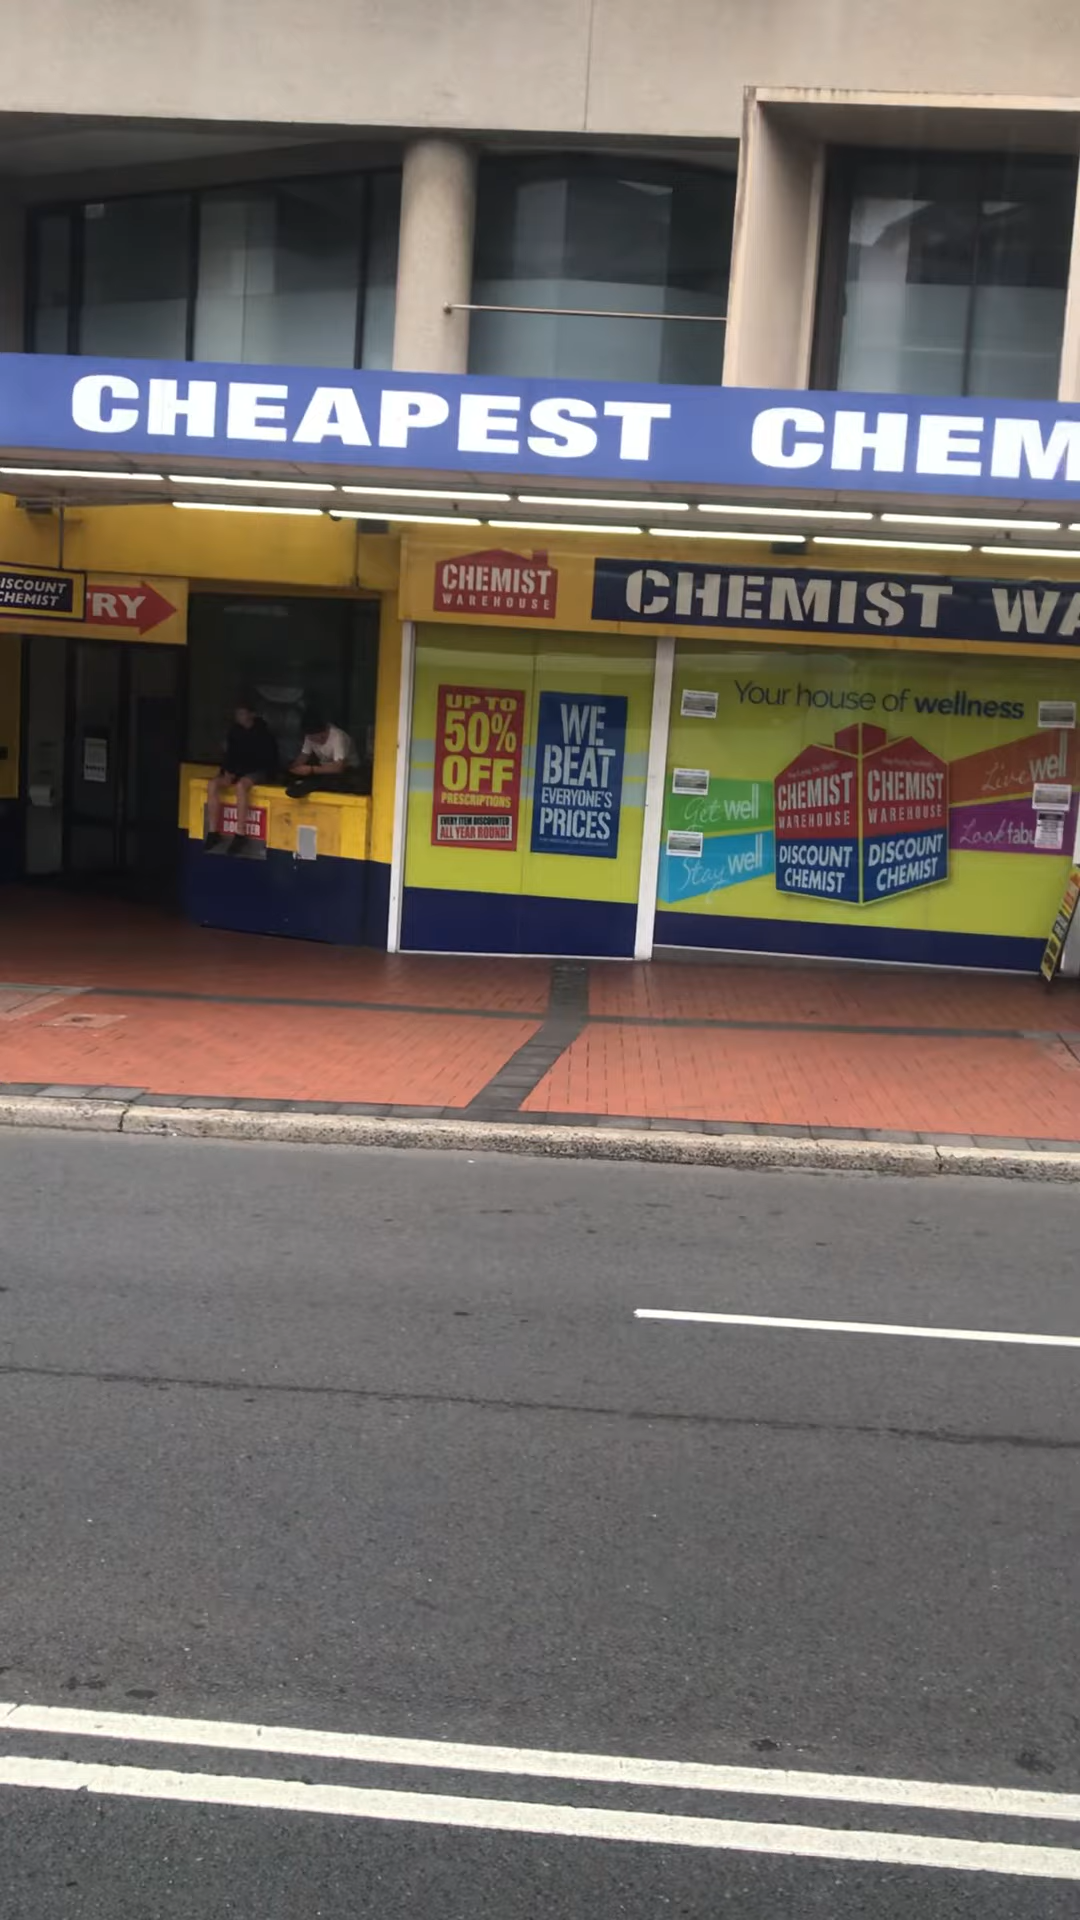 CHEAPEST CHEM
DISCOUNT
CHEMIST
TRY
CHEMIST
WAREHOUSE
CHEMIST WA
UP TO
50%
OFF
PRESCRIPTIONS
EVERY ITEM DISCOUNTED
ALL YEAR ROUND!
WE
BEAT
EVERYONE'S
PRICES
Your house of wellness
Get well
Stay well
CHEMIST
WAREHOUSE
DISCOUNT
CHEMIST
CHEMIST
WAREHOUSE
DISCOUNT
CHEMIST
Live well
Look fabu